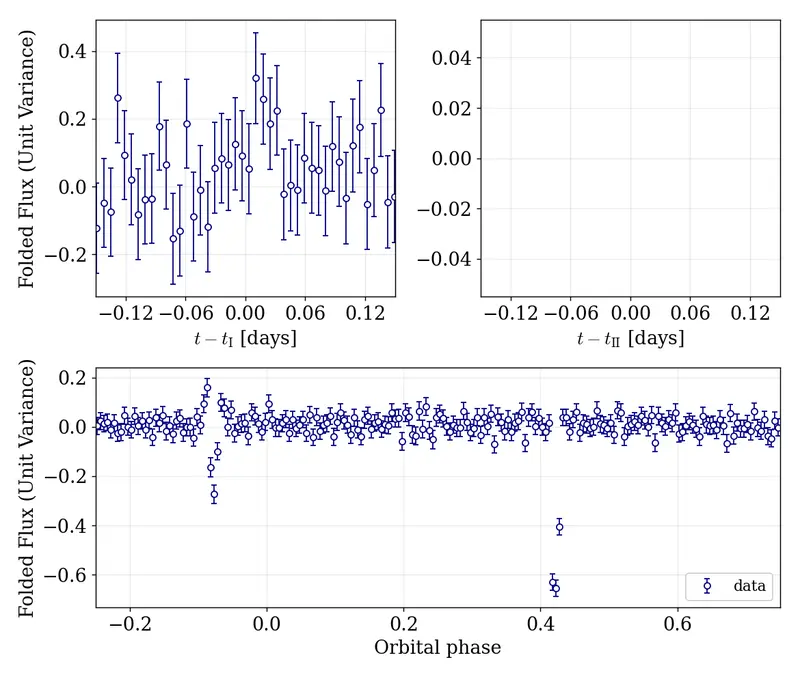 Folded Flux (Unit Variance)
0.4
0.2
0.0
−0.2
−0.12 −0.06 0.00 0.06 0.12
t − t_I [days]
0.04
0.02
0.00
−0.02
−0.04
−0.12 −0.06 0.00 0.06 0.12
t − t_II [days]
Folded Flux (Unit Variance)
0.2
0.0
−0.2
−0.4
−0.6
data
−0.2 0.0 0.2 0.4 0.6
Orbital phase